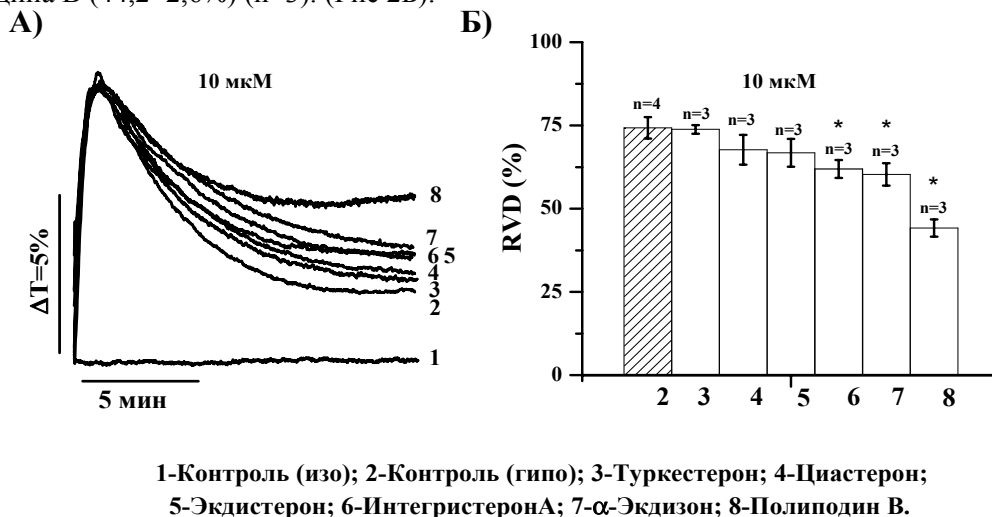 (44,2±2,6%) (n=3). (Рис 2Б).
А)
10 мкМ
ΔT=5%
8
7
6 5
4
3
2
1
5 мин
Б)
10 мкМ
RVD (%)
100
75
50
25
0
n=4
n=3
n=3
n=3
*
n=3
*
n=3
*
n=3
2 3 4 5 6 7 8
1-Контроль (изо); 2-Контроль (гипо); 3-Туркестерон; 4-Циастерон;
5-Экдистерон; 6-ИнтегристеронА; 7-α-Экдизон; 8-Полиподин В.